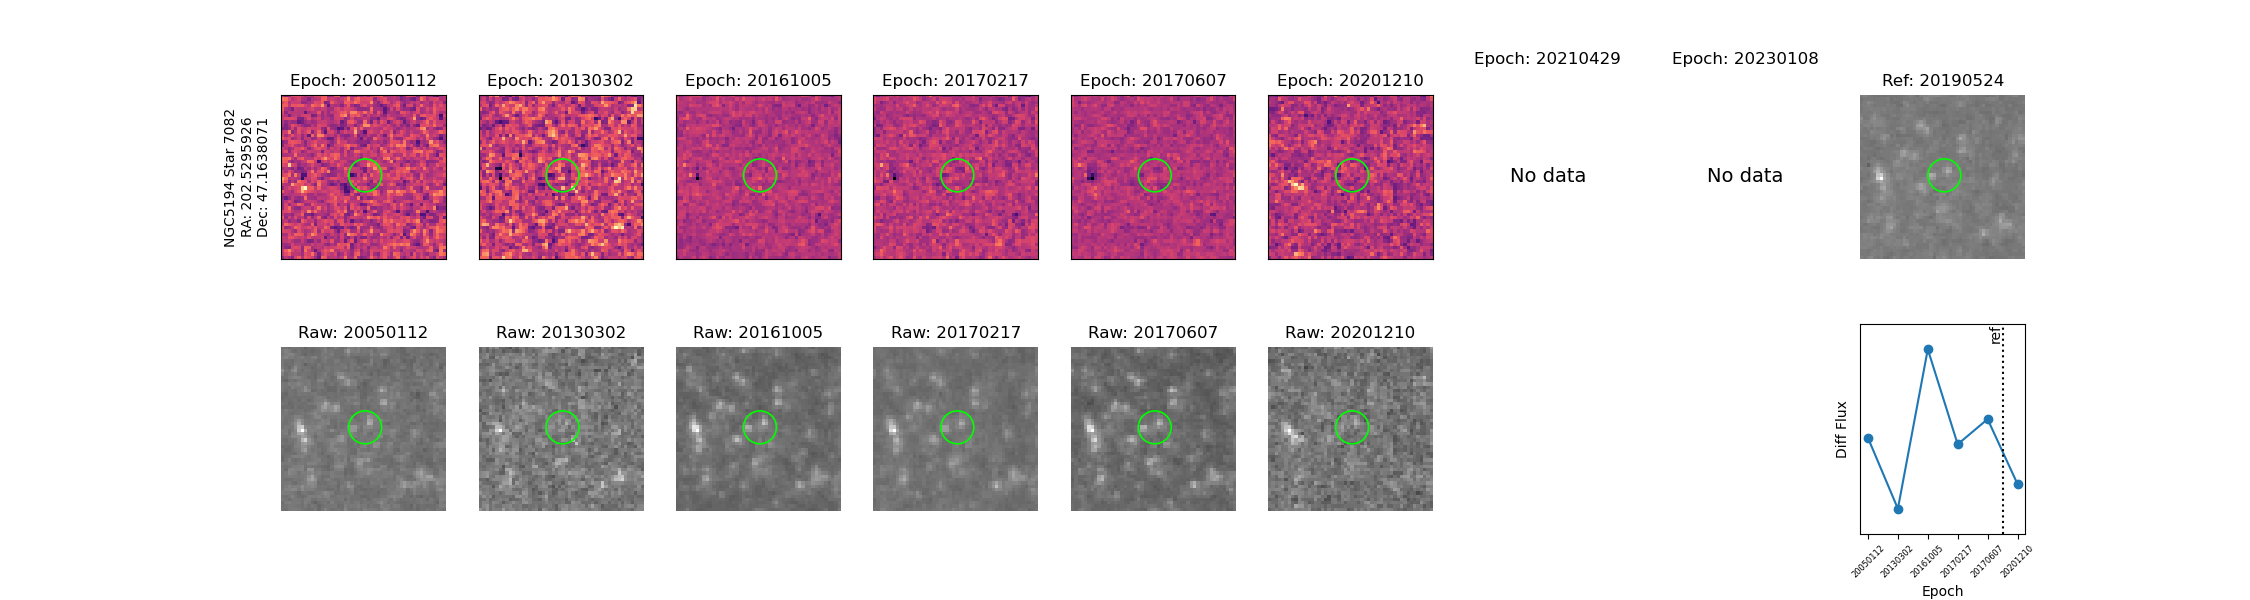 Epoch: 20050112
Epoch: 20130302
Epoch: 20161005
Epoch: 20170217
Epoch: 20170607
Epoch: 20201210
Epoch: 20210429
Epoch: 20230108
Ref: 20190524
NGC5194 Star 7082
RA: 202.5295926
Dec: 47.1638071
No data
No data
Raw: 20050112
Raw: 20130302
Raw: 20161005
Raw: 20170217
Raw: 20170607
Raw: 20201210
ref
Diff Flux
20050112
20130302
20161005
20170217
20170607
20201210
Epoch